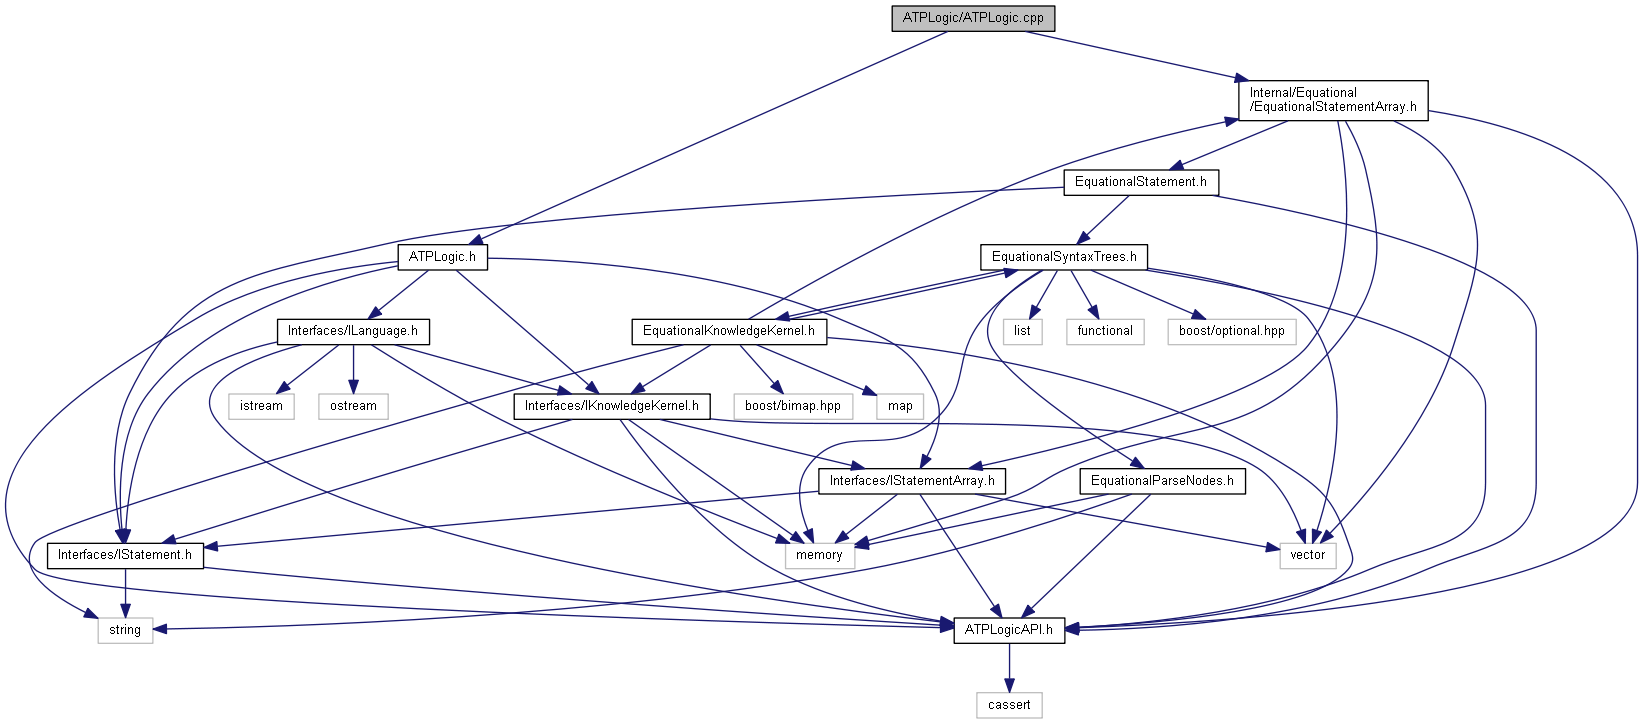 ATPLogic/ATPLogic.cpp
Internal/Equational
/EquationalStatementArray.h
EquationalStatement.h
ATPLogic.h
EquationalSyntaxTrees.h
Interfaces/ILanguage.h
EquationalKnowledgeKernel.h
list
functional
boost/optional.hpp
istream
ostream
Interfaces/IKnowledgeKernel.h
boost/bimap.hpp
map
Interfaces/IStatementArray.h
EquationalParseNodes.h
Interfaces/IStatement.h
memory
vector
string
ATPLogicAPI.h
cassert